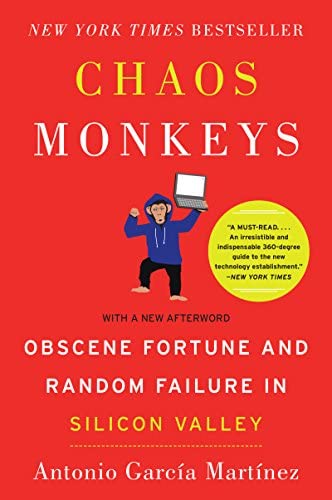 NEW YORK TIMES BESTSELLER
CHAOS
MONKEYS
"A MUST-READ. . . .
An irresistible and
indispensable 360-degree
guide to the new
technology establishment."
—NEW YORK TIMES
WITH A NEW AFTERWORD
OBSCENE FORTUNE AND
RANDOM FAILURE IN
SILICON VALLEY
Antonio García Martínez